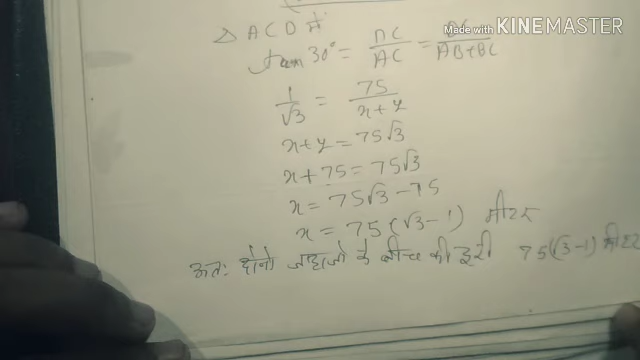 Made with KINEMASTER
Δ ACD में
tan 30° = DC/AC = DC/AB+BC
1/√3 = 75/x+y
x+y = 75√3
x+75 = 75√3
x = 75√3 - 75
x = 75(√3-1) मीटर
अतः दोनो जहाजो के बीच की दूरी 75(√3-1) मीटर